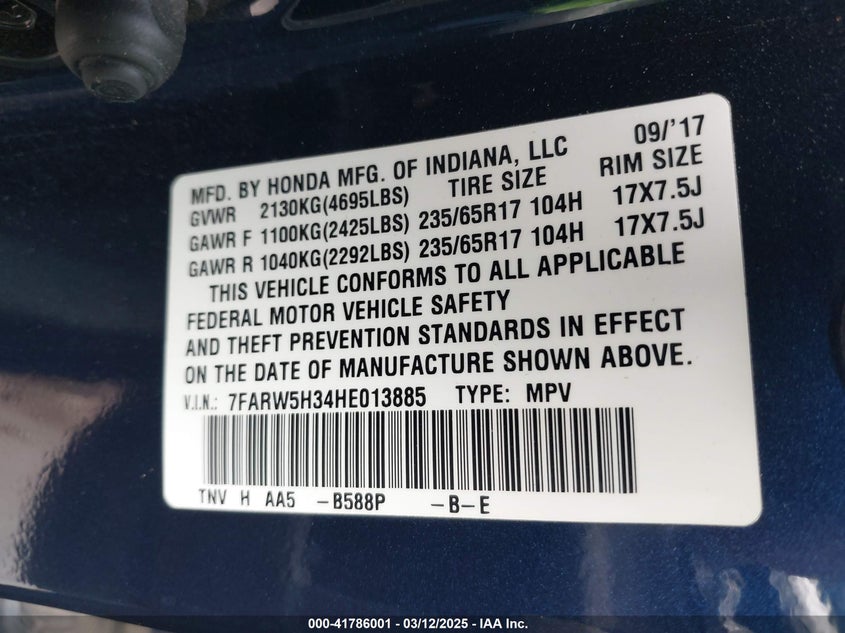 09/'17
MFD. BY HONDA MFG. OF INDIANA, LLC
GVWR 2130KG(4695LBS) TIRE SIZE RIM SIZE
GAWR F 1100KG(2425LBS) 235/65R17 104H 17X7.5J
GAWR R 1040KG(2292LBS) 235/65R17 104H 17X7.5J
THIS VEHICLE CONFORMS TO ALL APPLICABLE
FEDERAL MOTOR VEHICLE SAFETY
AND THEFT PREVENTION STANDARDS IN EFFECT
ON THE DATE OF MANUFACTURE SHOWN ABOVE.
V.I.N.: 7FARW5H34HE013885 TYPE: MPV
TNV H AA5 -B588P -B-E
000-41786001 - 03/12/2025 - IAA Inc.